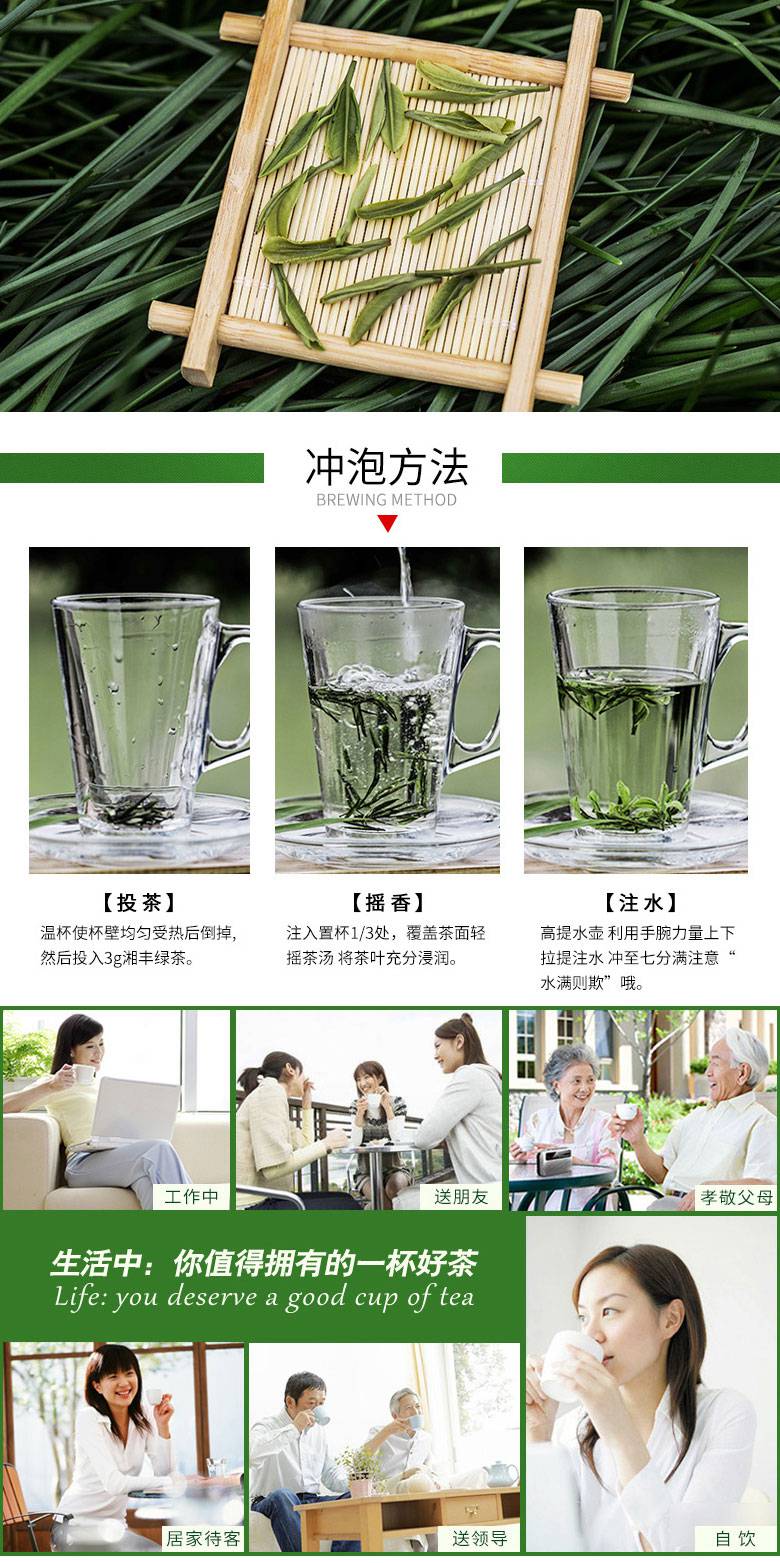 冲泡方法
BREWING METHOD
【投茶】
温杯使杯壁均匀受热后倒掉,
然后投入3g湘丰绿茶。
【摇香】
注入置杯1/3处，覆盖茶面轻
摇茶汤 将茶叶充分浸润。
【注水】
高提水壶 利用手腕力量上下
拉提注水 冲至七分满注意“
水满则欺”哦。
工作中
送朋友
孝敬父母
生活中：你值得拥有的一杯好茶
Life: you deserve a good cup of tea
居家待客
送领导
自饮